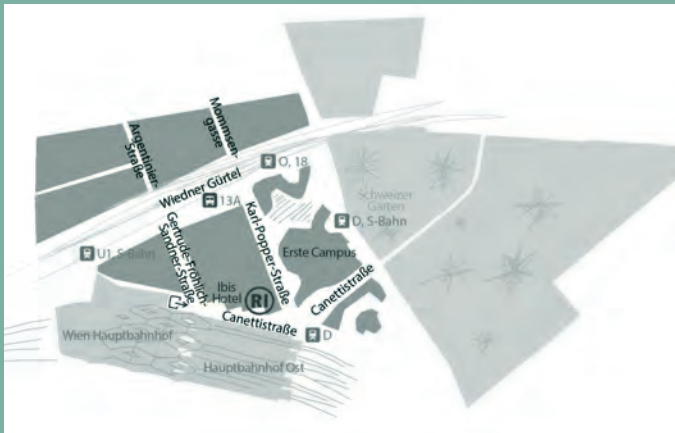 Mommsen-
gasse
Argentinier-
Straße
O, 18
Wiedner Gürtel
13A
Schweizer
Garten
D, S-Bahn
Karl-Popper-Straße
Gertrude-Fröhlich-
Sandner-Straße
U1, S-Bahn
Erste Campus
Canettistraße
Ibis
Hotel
RI
Canettistraße
D
Wien Hauptbahnhof
Hauptbahnhof Ost